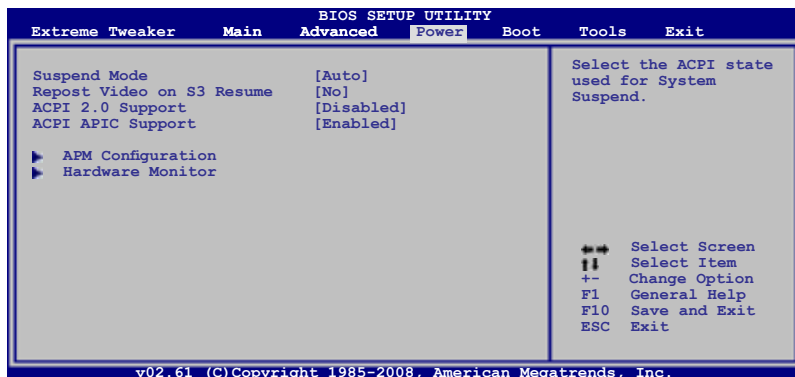 BIOS SETUP UTILITY
Extreme Tweaker Main Advanced Power Boot Tools Exit
Suspend Mode [Auto]
Repost Video on S3 Resume [No]
ACPI 2.0 Support [Disabled]
ACPI APIC Support [Enabled]
APM Configuration
Hardware Monitor
Select the ACPI state
used for System
Suspend.
Select Screen
Select Item
+- Change Option
F1 General Help
F10 Save and Exit
ESC Exit
v02.61 (C)Copyright 1985-2008, American Megatrends, Inc.